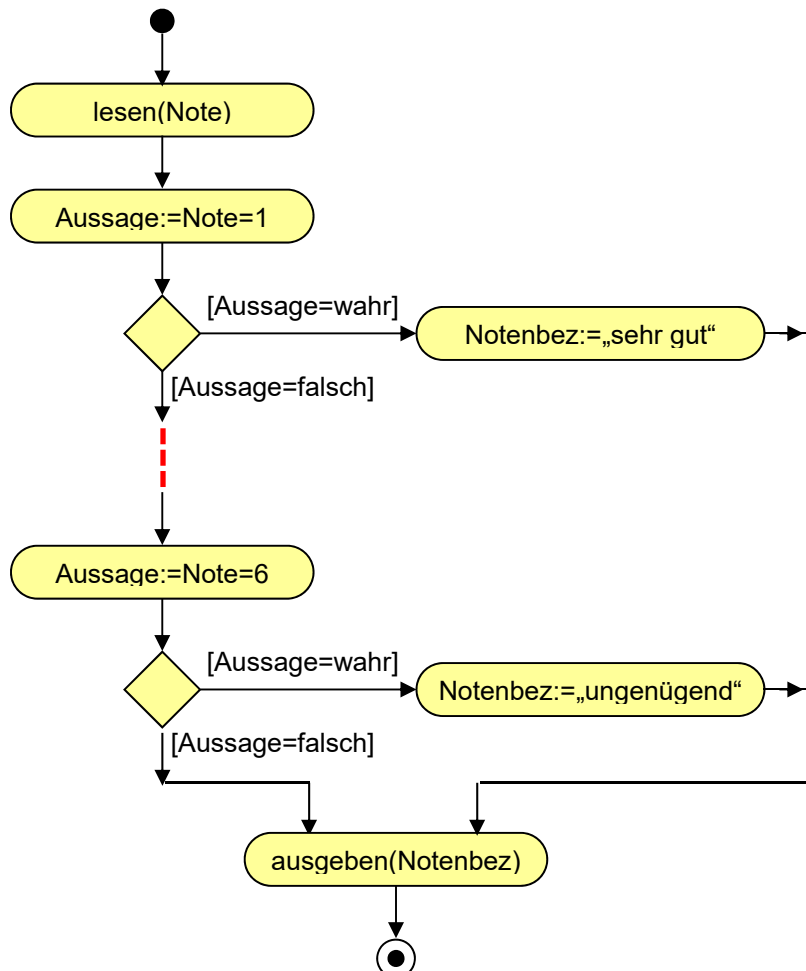 lesen(Note)
Aussage:=Note=1
[Aussage=wahr]
Notenbez:=„sehr gut“
[Aussage=falsch]
Aussage:=Note=6
[Aussage=wahr]
Notenbez:=„ungenügend“
[Aussage=falsch]
ausgeben(Notenbez)